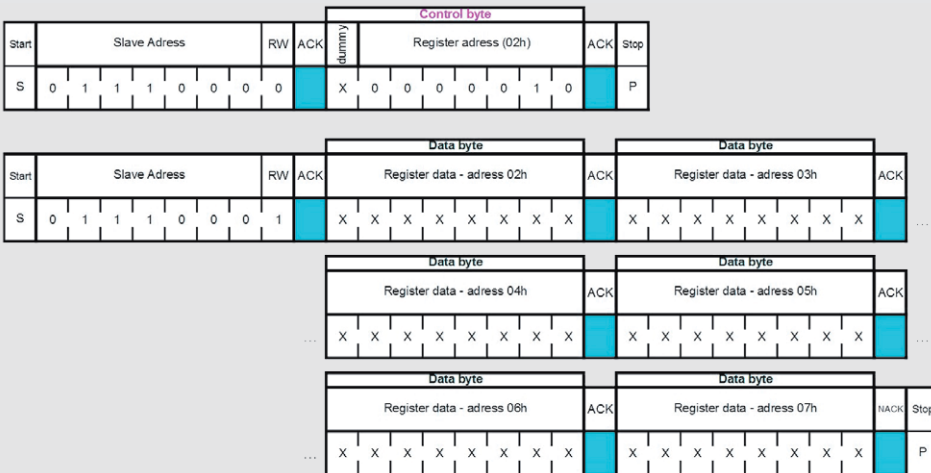 Control byte
Start Slave Adress RW ACK dummy Register adress (02h) ACK Stop
S 0 1 1 1 0 0 0 0 X 0 0 0 0 0 1 0 P
Data byte Data byte
Start Slave Adress RW ACK Register data - adress 02h ACK Register data - adress 03h ACK
S 0 1 1 1 0 0 0 1 X X X X X X X X X X X X X X X X ...
Data byte Data byte
Register data - adress 04h ACK Register data - adress 05h ACK
... X X X X X X X X X X X X X X X X ...
Data byte Data byte
Register data - adress 06h ACK Register data - adress 07h NACK Stop
... X X X X X X X X X X X X X X X X P